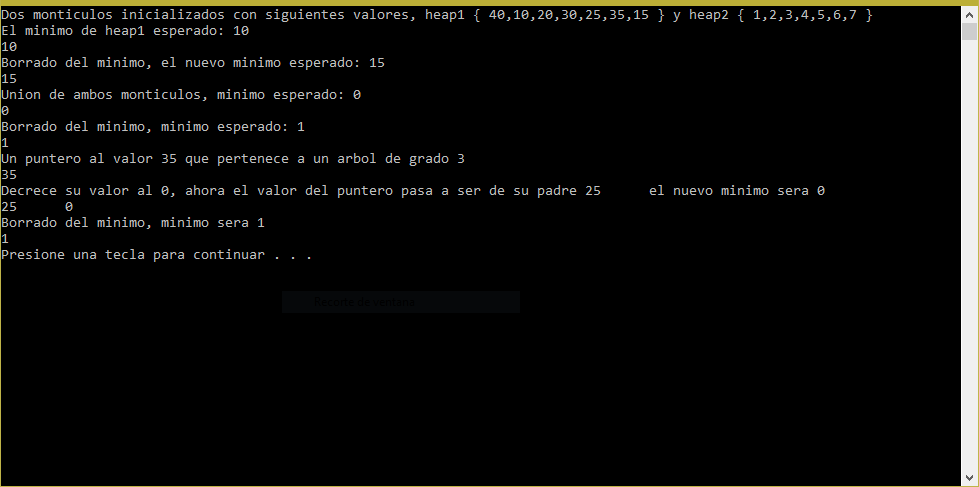 Dos monticulos inicializados con siguientes valores, heap1 { 40,10,20,30,25,35,15 } y heap2 { 1,2,3,4,5,6,7 }
El minimo de heap1 esperado: 10
10
Borrado del minimo, el nuevo minimo esperado: 15
15
Union de ambos monticulos, minimo esperado: 0
0
Borrado del minimo, minimo esperado: 1
1
Un puntero al valor 35 que pertenece a un arbol de grado 3
35
Decrece su valor al 0, ahora el valor del puntero pasa a ser de su padre 25      el nuevo minimo sera 0
25      0
Borrado del minimo, minimo sera 1
1
Presione una tecla para continuar . . .
Recorte de ventana